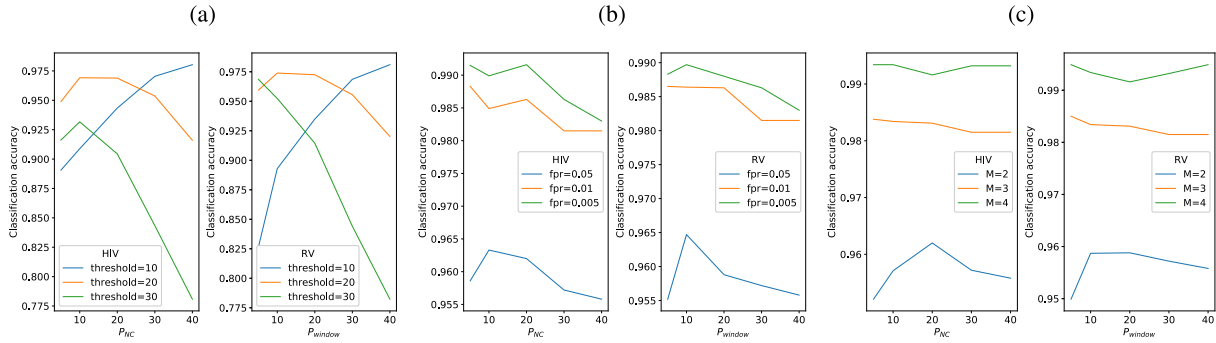 (a)
(b)
(c)
Classification accuracy
0.975
0.950
0.925
0.900
0.875
0.850
0.825
0.800
0.775
HIV
threshold=10
threshold=20
threshold=30
10 20 30 40
P_NC
Classification accuracy
0.975
0.950
0.925
0.900
0.875
0.850
0.825
0.800
0.775
RV
threshold=10
threshold=20
threshold=30
10 20 30 40
P_window
Classification accuracy
0.990
0.985
0.980
0.975
0.970
0.965
0.960
0.955
HIV
fpr=0.05
fpr=0.01
fpr=0.005
10 20 30 40
P_NC
Classification accuracy
0.990
0.985
0.980
0.975
0.970
0.965
0.960
0.955
RV
fpr=0.05
fpr=0.01
fpr=0.005
10 20 30 40
P_window
Classification accuracy
0.99
0.98
0.97
0.96
HIV
M=2
M=3
M=4
10 20 30 40
P_NC
Classification accuracy
0.99
0.98
0.97
0.96
0.95
RV
M=2
M=3
M=4
10 20 30 40
P_window